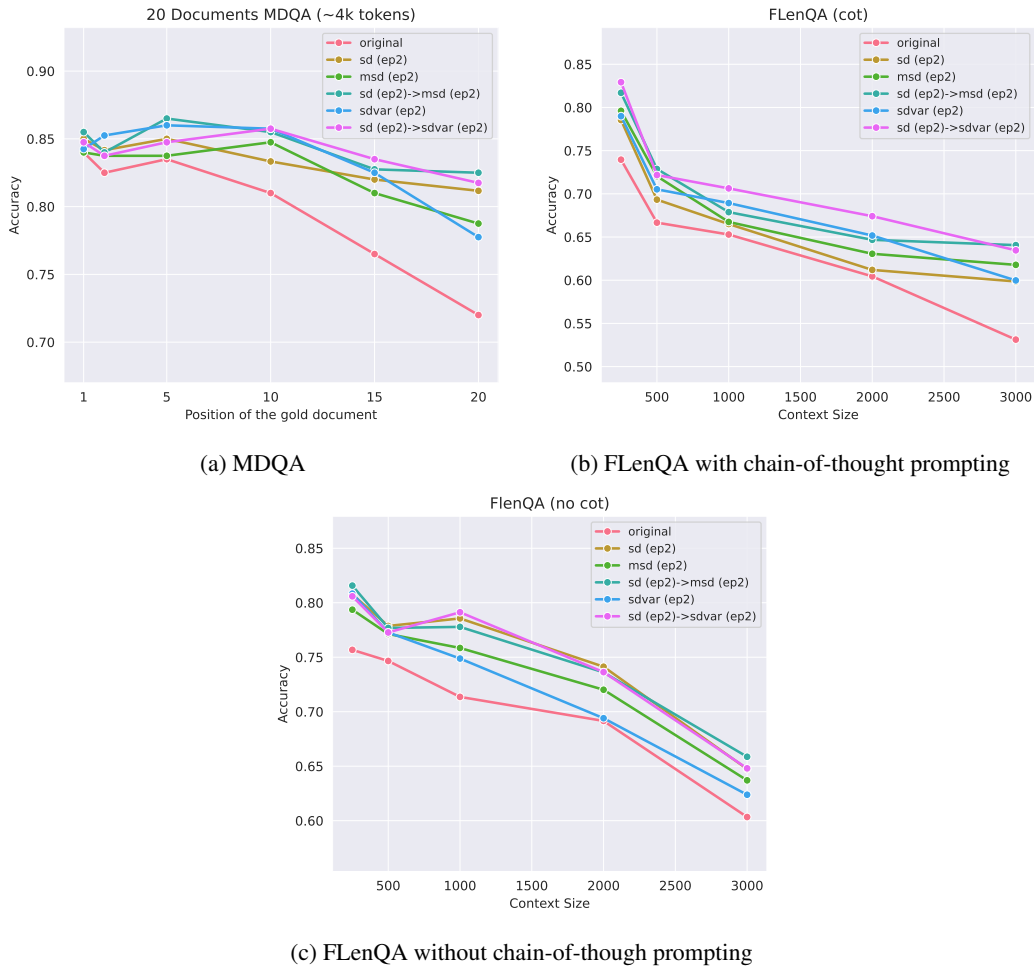 20 Documents MDQA (~4k tokens)
Accuracy
0.90
0.85
0.80
0.75
0.70
original
sd (ep2)
msd (ep2)
sd (ep2)->msd (ep2)
sdvar (ep2)
sd (ep2)->sdvar (ep2)
1 5 10 15 20
Position of the gold document
(a) MDQA
FLenQA (cot)
Accuracy
0.85
0.80
0.75
0.70
0.65
0.60
0.55
0.50
original
sd (ep2)
msd (ep2)
sd (ep2)->msd (ep2)
sdvar (ep2)
sd (ep2)->sdvar (ep2)
500 1000 1500 2000 2500 3000
Context Size
(b) FLenQA with chain-of-thought prompting
FlenQA (no cot)
Accuracy
0.85
0.80
0.75
0.70
0.65
0.60
original
sd (ep2)
msd (ep2)
sd (ep2)->msd (ep2)
sdvar (ep2)
sd (ep2)->sdvar (ep2)
500 1000 1500 2000 2500 3000
Context Size
(c) FLenQA without chain-of-though prompting